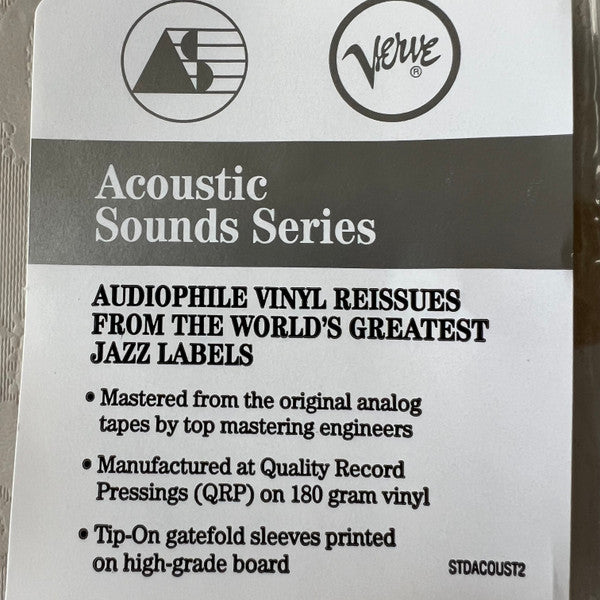 AS
VERVE
®
Acoustic
Sounds Series
AUDIOPHILE VINYL REISSUES
FROM THE WORLD'S GREATEST
JAZZ LABELS
• Mastered from the original analog
tapes by top mastering engineers
• Manufactured at Quality Record
Pressings (QRP) on 180 gram vinyl
• Tip-On gatefold sleeves printed
on high-grade board
STDACOUST2